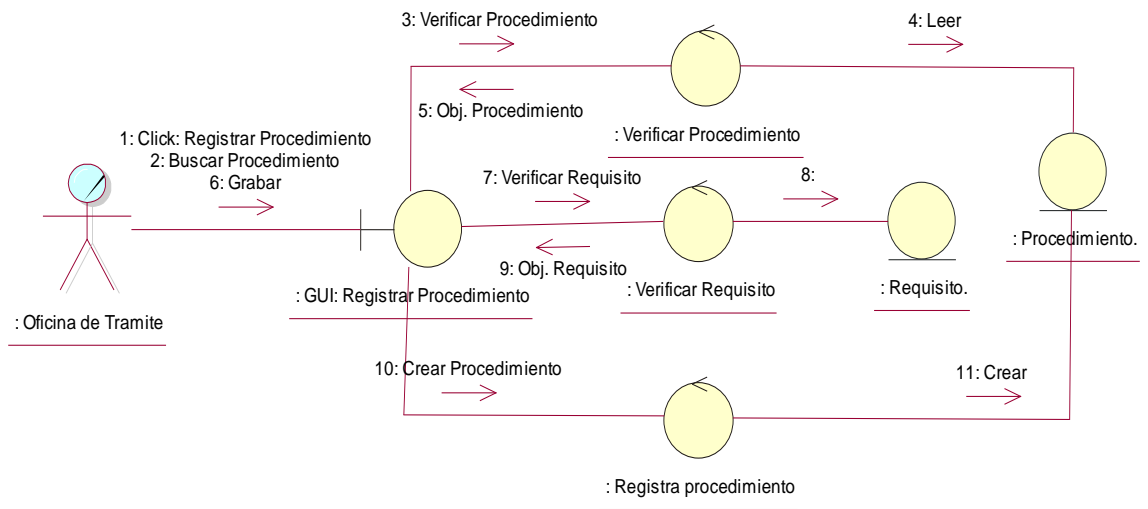 3: Verificar Procedimiento
4: Leer
5: Obj. Procedimiento
: Verificar Procedimiento
1: Click: Registrar Procedimiento
2: Buscar Procedimiento
6: Grabar
7: Verificar Requisito
8:
: Procedimiento.
9: Obj. Requisito
: GUI: Registrar Procedimiento
: Verificar Requisito
: Requisito.
: Oficina de Tramite
10: Crear Procedimiento
11: Crear
: Registra procedimiento